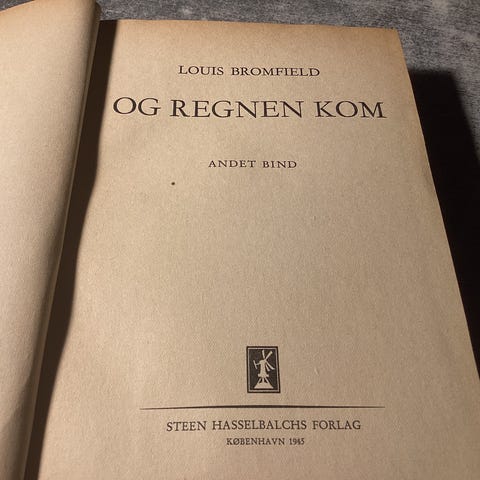 LOUIS BROMFIELD
OG REGNEN KOM
ANDET BIND
STEEN HASSELBALCHS FORLAG
KØBENHAVN 1945